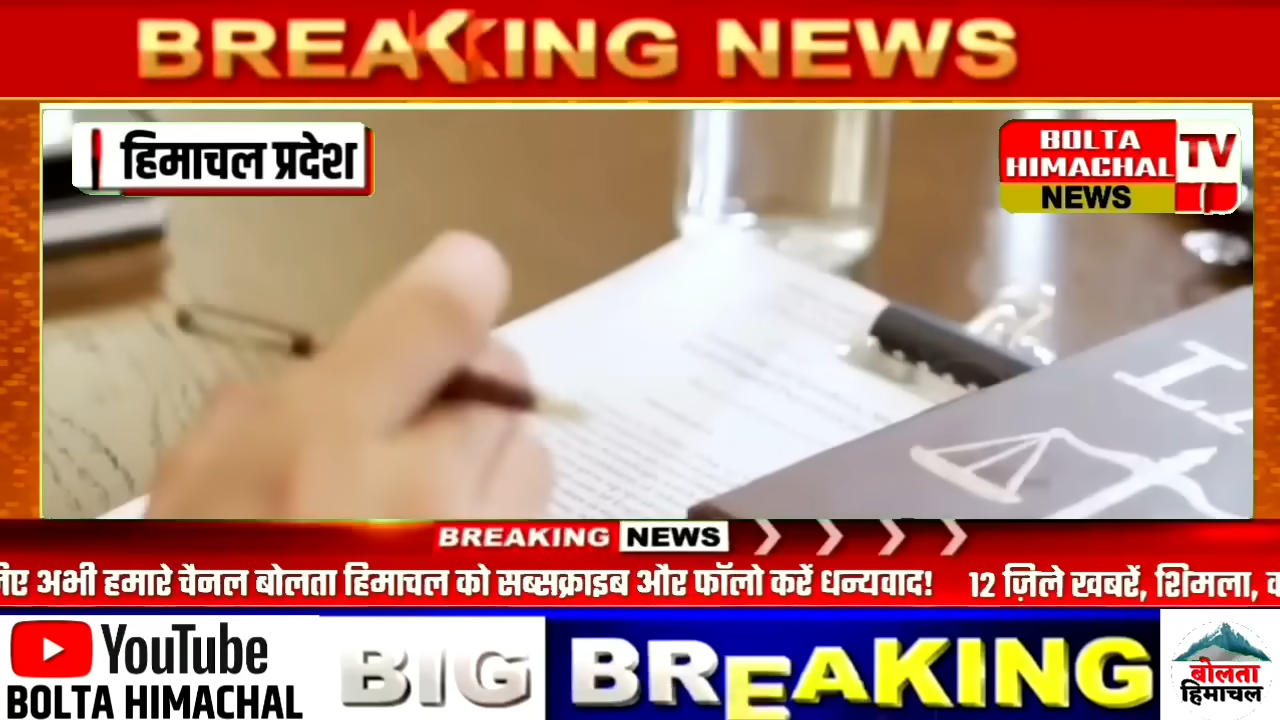 BREAKING NEWS
हिमाचल प्रदेश
BOLTA
HIMACHAL
TV
NEWS
BREAKING NEWS
अभी हमारे चैनल बोलता हिमाचल को सब्सक्राइब और फॉलो करें धन्यवाद! 12 ज़िले खबरें, शिमला,
YouTube
BOLTA HIMACHAL
BIG BREAKING
बोलता
हिमाचल